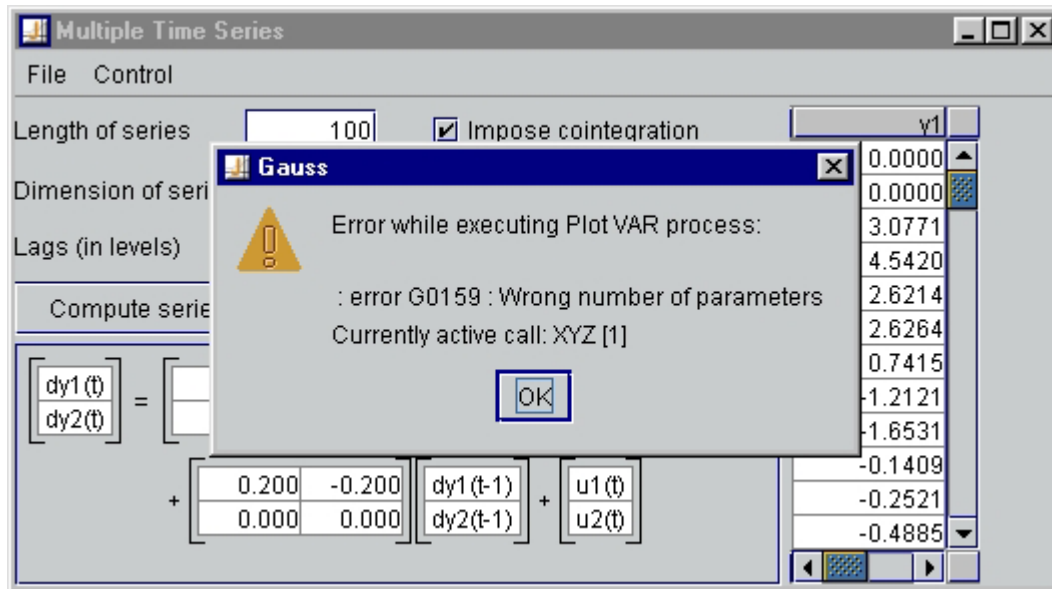 Multiple Time Series
File Control
Length of series 100 Impose cointegration
Dimension of seri
Lags (in levels)
Compute serie
Gauss
Error while executing Plot VAR process:
: error G0159 : Wrong number of parameters
Currently active call: XYZ [1]
OK
y1
0.0000
0.0000
3.0771
4.5420
2.6214
2.6264
0.7415
-1.2121
-1.6531
-0.1409
-0.2521
-0.4885
dy1(t)
dy2(t)
=
+
0.200 -0.200
0.000 0.000
dy1(t-1)
dy2(t-1)
+
u1(t)
u2(t)